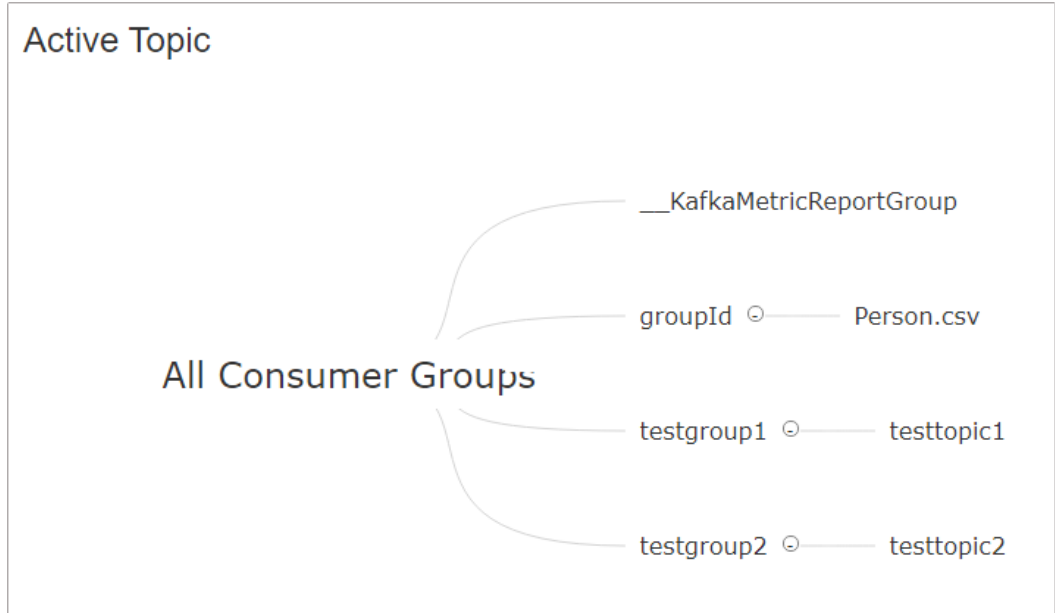 Active Topic
__KafkaMetricReportGroup
groupId - Person.csv
All Consumer Groups
testgroup1 - testtopic1
testgroup2 - testtopic2